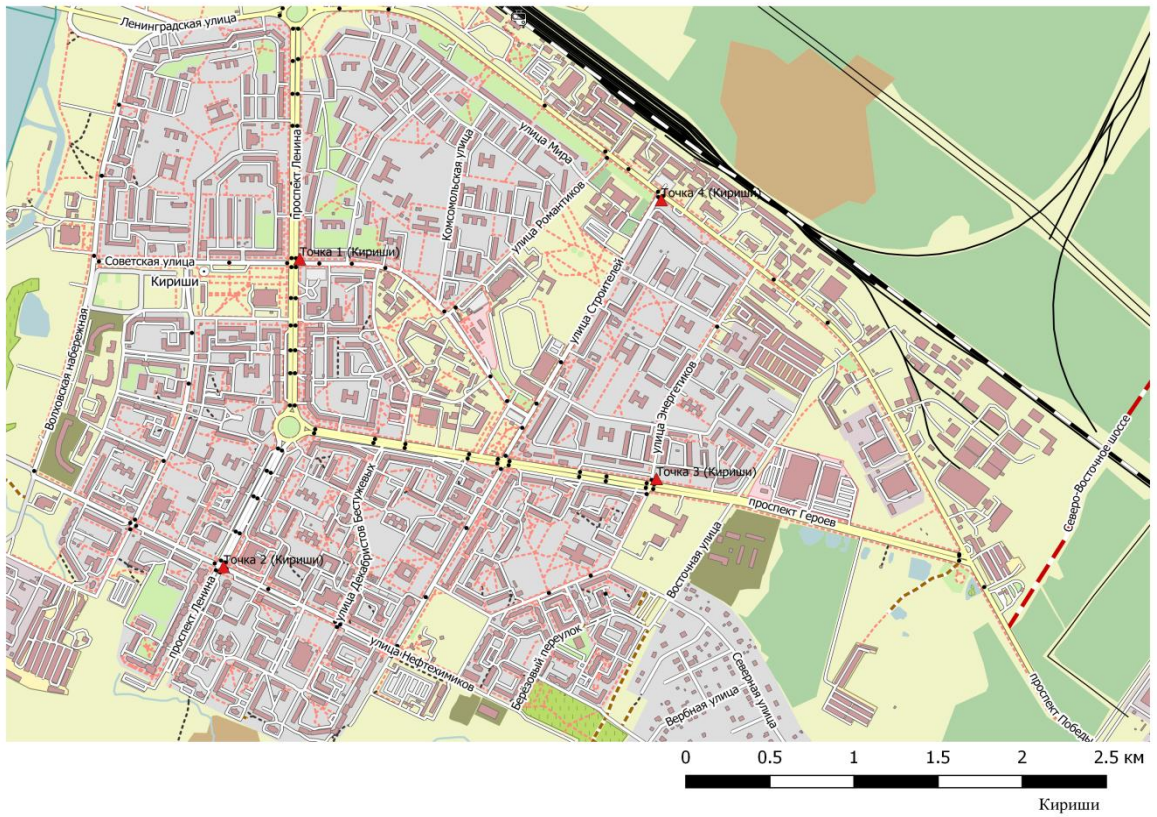 Ленинградская улица
улица Мира
проспект Ленина
Комсомольская улица
улица Романтиков
Точка 4 (Кириши)
Точка 1 (Кириши)
Советская улица
Кириши
улица Строителей
Волховская набережная
улица Энергетиков
Северо-Восточное шоссе
Точка 3 (Кириши)
проспект Героев
улица Декабристов Бестужевых
Точка 2 (Кириши)
Восточная улица
проспект Ленина
улица Нефтехимиков
Берёзовый переулок
Северная улица
Вербная улица
проспект Победы
0 0.5 1 1.5 2 2.5 км
Кириши